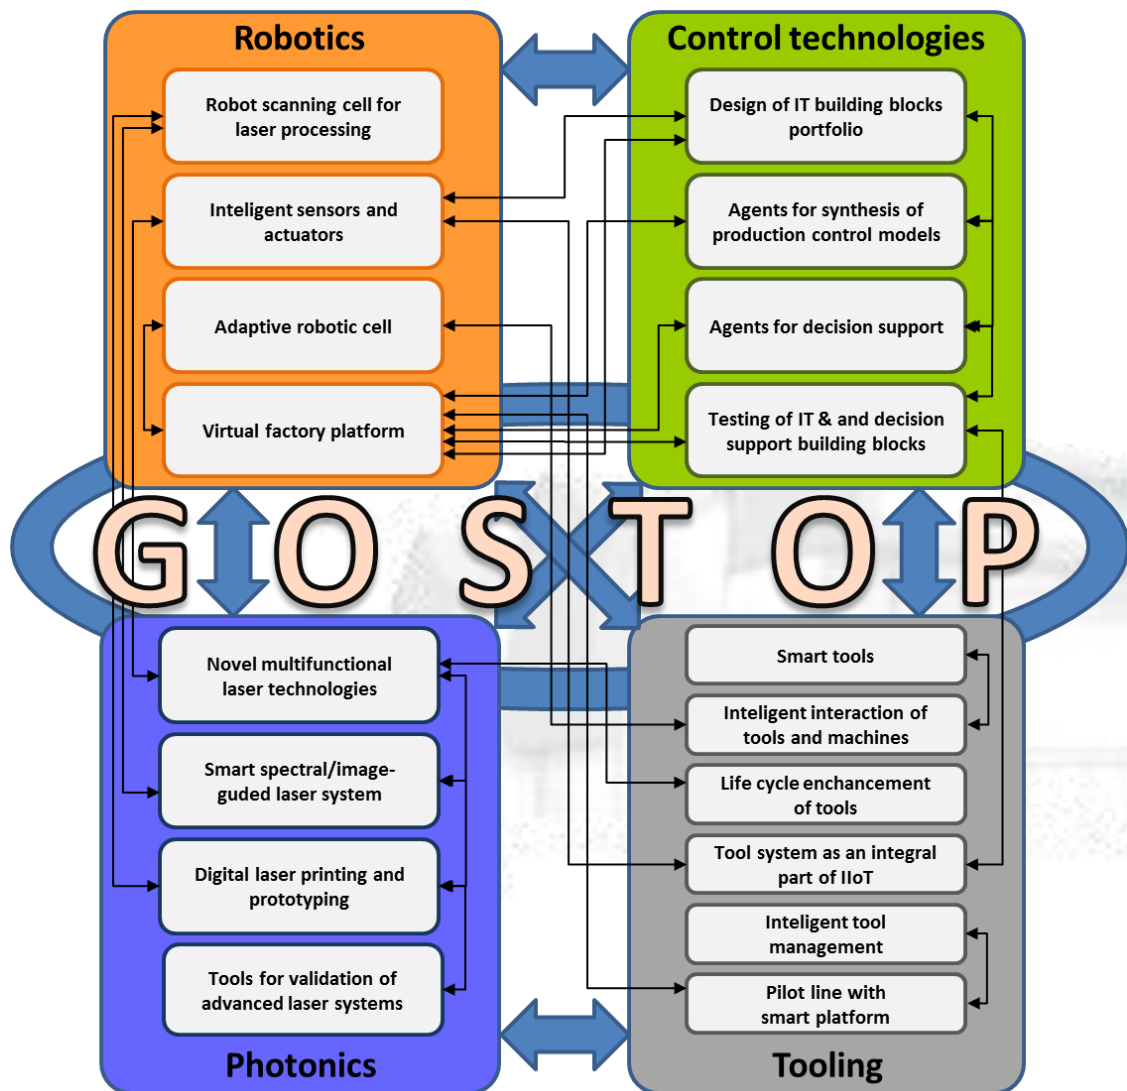 Robotics
Robot scanning cell for
laser processing
Inteligent sensors and
actuators
Adaptive robotic cell
Virtual factory platform
Control technologies
Design of IT building blocks
portfolio
Agents for synthesis of
production control models
Agents for decision support
Testing of IT & and decision
support building blocks
G O S T O P
Novel multifunctional
laser technologies
Smart spectral/image-
guded laser system
Digital laser printing and
prototyping
Tools for validation of
advanced laser systems
Photonics
Smart tools
Inteligent interaction of
tools and machines
Life cycle enchancement
of tools
Tool system as an integral
part of IIoT
Inteligent tool
management
Pilot line with
smart platform
Tooling